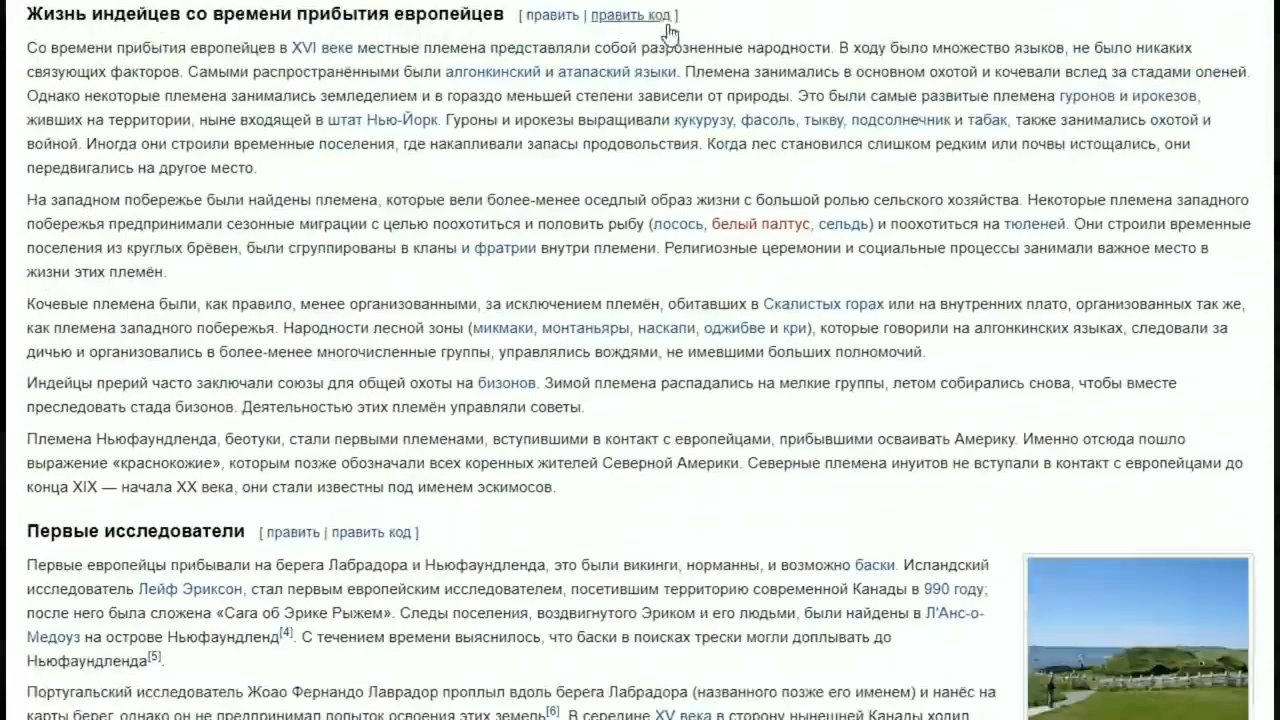 Жизнь индейцев со времени прибытия европейцев [ править | править код ]
Со времени прибытия европейцев в XVI веке местные племена представляли собой разрозненные народности. В ходу было множество языков, не было никаких
связующих факторов. Самыми распространёнными были алгонкинский и атапаский языки. Племена занимались в основном охотой и кочевали вслед за стадами оленей.
Однако некоторые племена занимались земледелием и в гораздо меньшей степени зависели от природы. Это были самые развитые племена гуронов и ирокезов,
живших на территории, ныне входящей в штат Нью-Йорк. Гуроны и ирокезы выращивали кукурузу, фасоль, тыкву, подсолнечник и табак, также занимались охотой и
войной. Иногда они строили временные поселения, где накапливали запасы продовольствия. Когда лес становился слишком редким или почвы истощались, они
передвигались на другое место.
На западном побережье были найдены племена, которые вели более-менее оседлый образ жизни с большой ролью сельского хозяйства. Некоторые племена западного
побережья предпринимали сезонные миграции с целью поохотиться и половить рыбу (лосось, белый палтус, сельдь) и поохотиться на тюленей. Они строили временные
поселения из круглых брёвен, были сгруппированы в кланы и фратрии внутри племени. Религиозные церемонии и социальные процессы занимали важное место в
жизни этих племён.
Кочевые племена были, как правило, менее организованными, за исключением племён, обитавших в Скалистых горах или на внутренних плато, организованных так же,
как племена западного побережья. Народности лесной зоны (микмаки, монтаньяры, наскапи, оджибве и кри), которые говорили на алгонкинских языках, следовали за
дичью и организовались в более-менее многочисленные группы, управлялись вождями, не имевшими больших полномочий.
Индейцы прерий часто заключали союзы для общей охоты на бизонов. Зимой племена распадались на мелкие группы, летом собирались снова, чтобы вместе
преследовать стада бизонов. Деятельностью этих племён управляли советы.
Племена Ньюфаундленда, беотуки, стали первыми племенами, вступившими в контакт с европейцами, прибывшими осваивать Америку. Именно отсюда пошло
выражение «краснокожие», которым позже обозначали всех коренных жителей Северной Америки. Северные племена инуитов не вступали в контакт с европейцами до
конца XIX — начала XX века, они стали известны под именем эскимосов.
Первые исследователи [ править | править код ]
Первые европейцы прибывали на берега Лабрадора и Ньюфаундленда, это были викинги, норманны, и возможно баски. Исландский
исследователь Лейф Эриксон, стал первым европейским исследователем, посетившим территорию современной Канады в 990 году;
после него была сложена «Сага об Эрике Рыжем». Следы поселения, воздвигнутого Эриком и его людьми, были найдены в Л'Анс-о-
Медоуз на острове Ньюфаундленд[4]. С течением времени выяснилось, что баски в поисках трески могли доплывать до
Ньюфаундленда[5].
Португальский исследователь Жоао Фернандо Лаврадор проплыл вдоль берега Лабрадора (названного позже его именем) и нанёс на
карты берег, однако он не предпринимал попыток освоения этих земель[6]. В середине XV века в сторону нынешней Канады ходил